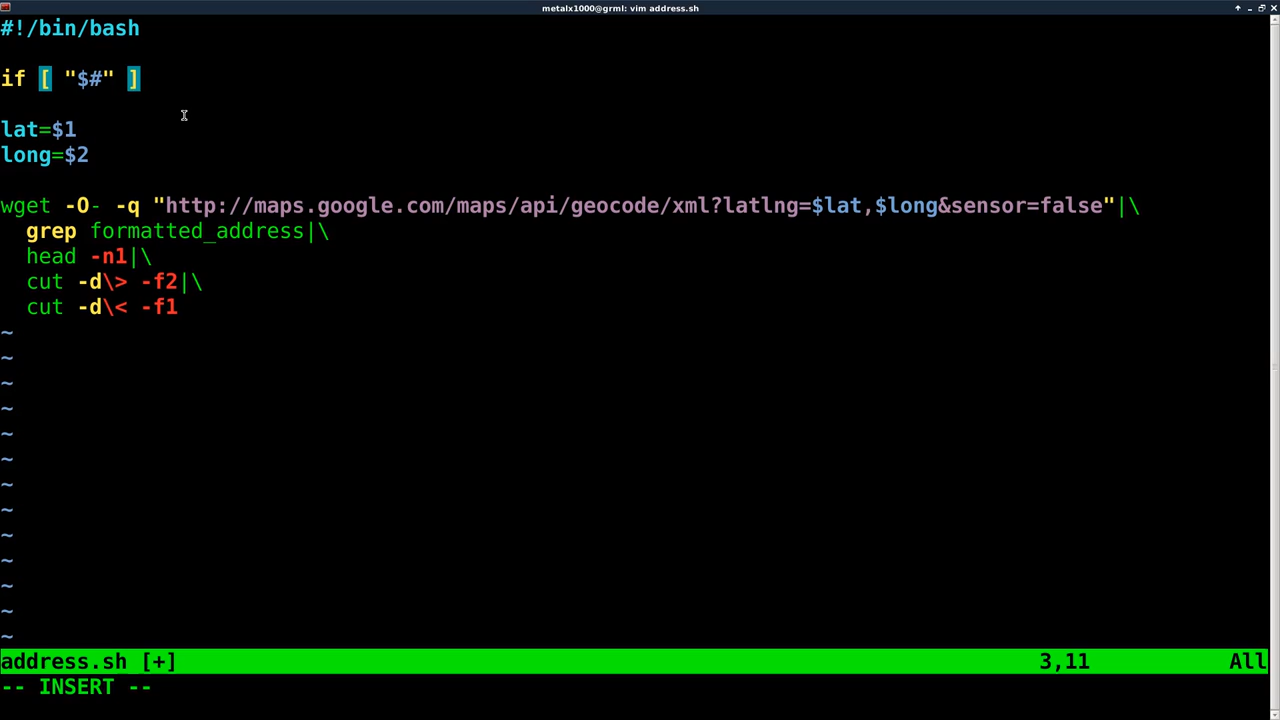 metalx1000@grml: vim address.sh
#!/bin/bash
if [ "$#" ]
lat=$1
long=$2
wget -O- -q "http://maps.google.com/maps/api/geocode/xml?latlng=$lat,$long&sensor=false"|\
  grep formatted_address|\
  head -n1|\
  cut -d\> -f2|\
  cut -d\< -f1
~
~
~
~
~
~
~
~
~
~
~
~
~
address.sh [+] 3,11 All
-- INSERT --